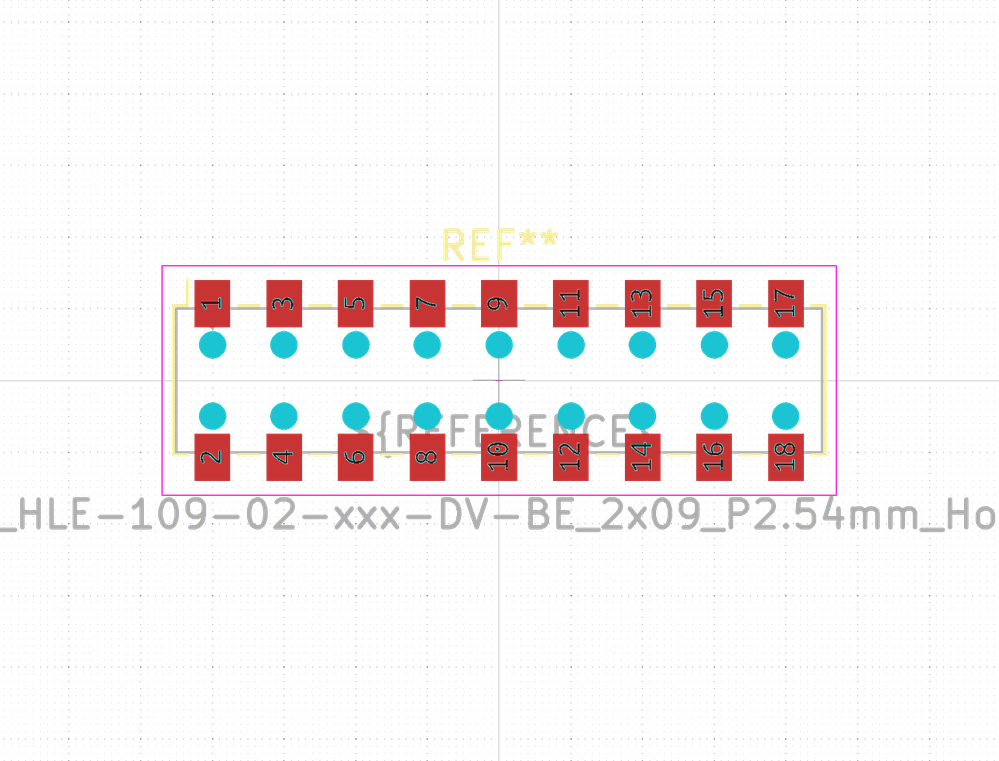 REF**
1 3 5 7 9 11 13 15 17
${REFERENCE}
2 4 6 8 10 12 14 16 18
_HLE-109-02-xxx-DV-BE_2x09_P2.54mm_Ho